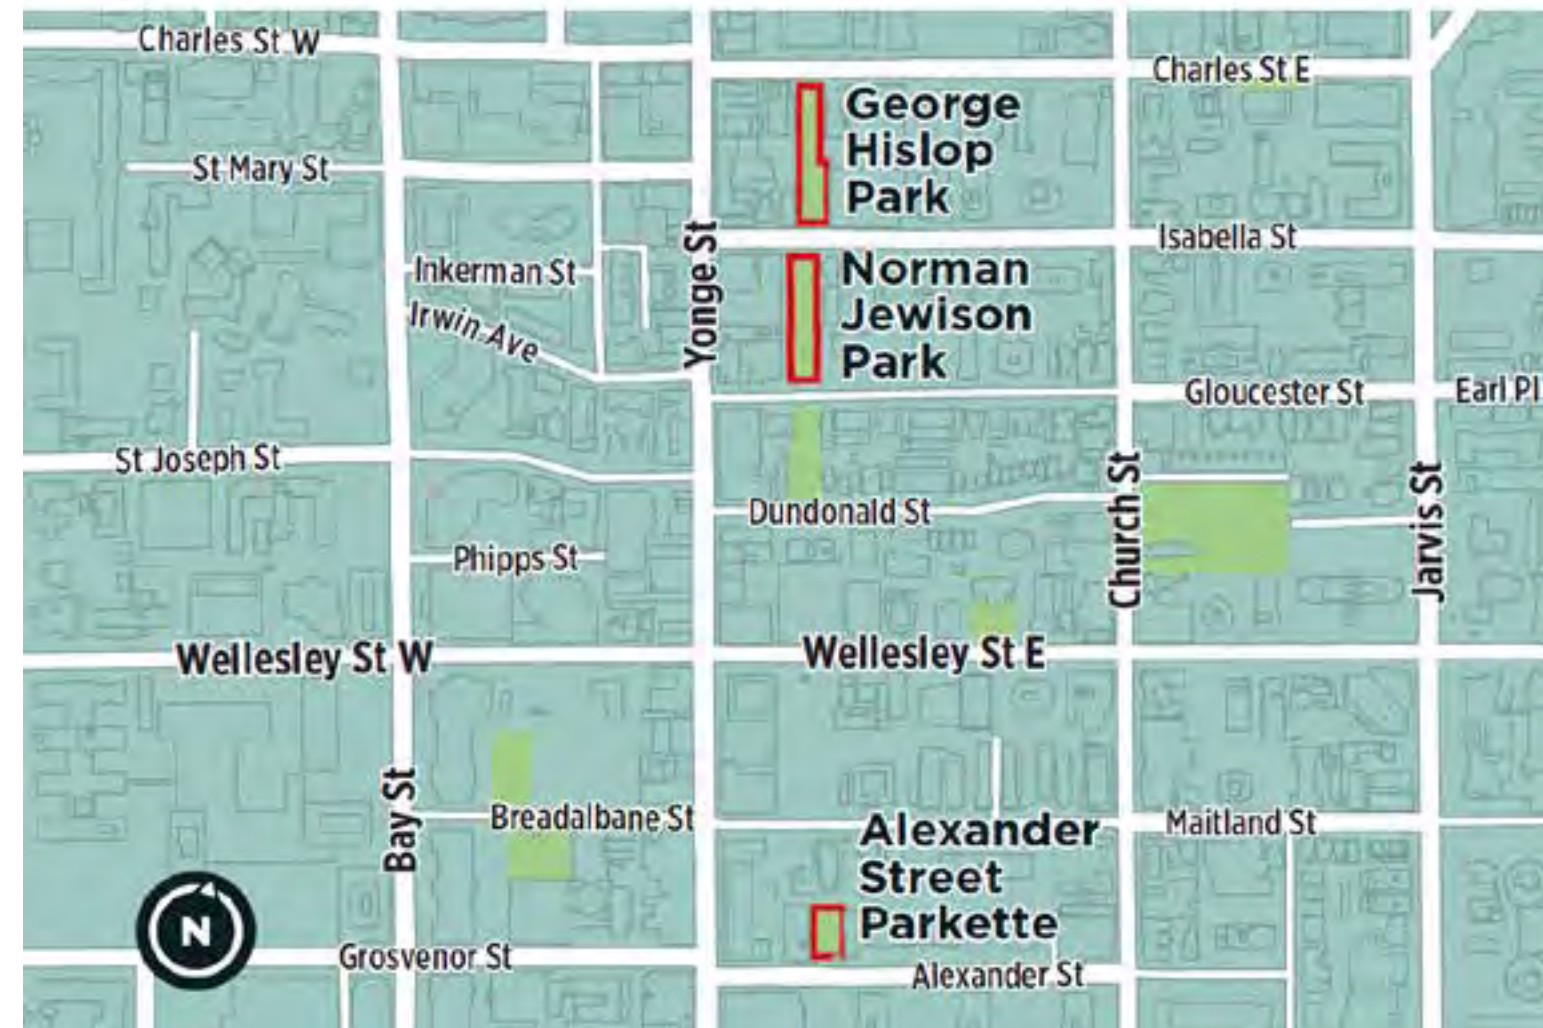 Charles St W
Charles St E
George
Hislop
Park
St Mary St
Isabella St
Yonge St
Inkerman St
Norman
Jewison
Park
Irwin Ave
Gloucester St
Earl Pl
St Joseph St
Dundonald St
Church St
Jarvis St
Phipps St
Wellesley St W
Wellesley St E
Bay St
Breadalbane St
Alexander
Street
Parkette
Maitland St
N
Grosvenor St
Alexander St